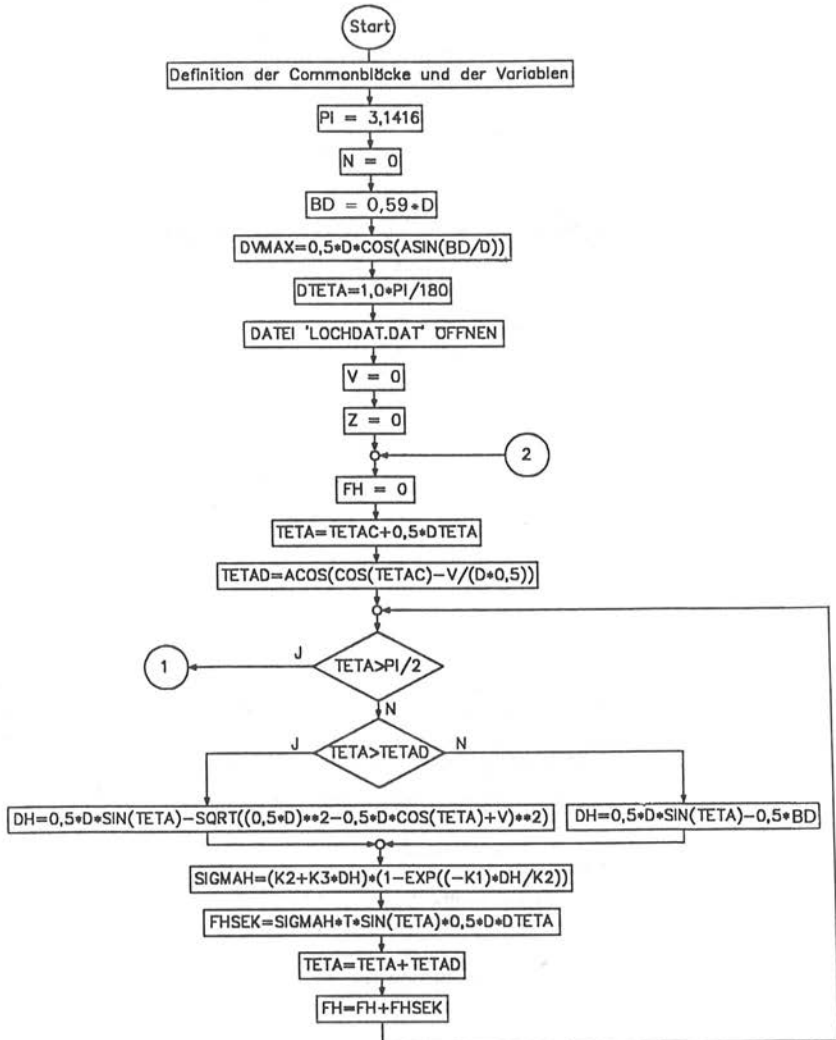 Start
Definition der Commonblöcke und der Variablen
PI = 3,1416
N = 0
BD = 0,59*D
DVMAX=0,5*D*COS(ASIN(BD/D))
DTETA=1,0*PI/180
DATEI 'LOCHDAT.DAT' ÖFFNEN
V = 0
Z = 0
2
FH = 0
TETA=TETAC+0,5*DTETA
TETAD=ACOS(COS(TETAC)-V/(D*0,5))
1
J
TETA>PI/2
N
J
TETA>TETAD
N
DH=0,5*D*SIN(TETA)-SQRT((0,5*D)**2-0,5*D*COS(TETA)+V)**2)
DH=0,5*D*SIN(TETA)-0,5*BD
SIGMAH=(K2+K3*DH)*(1-EXP((-K1)*DH/K2))
FHSEK=SIGMAH*T*SIN(TETA)*0,5*D*DTETA
TETA=TETA+TETAD
FH=FH+FHSEK